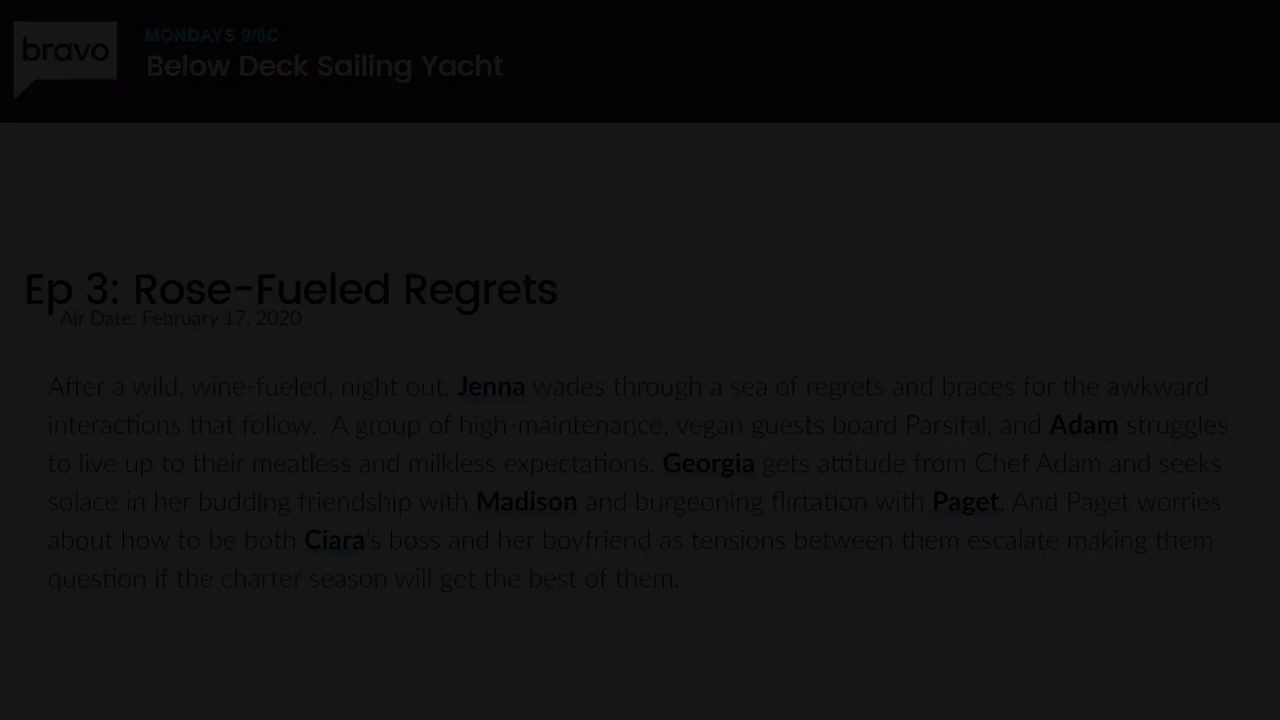 bravo
MONDAYS 9/8C
Below Deck Sailing Yacht
Ep 3: Rose-Fueled Regrets
Air Date: February 17, 2020
After a wild, wine-fueled, night out, Jenna wades through a sea of regrets and braces for the awkward
interactions that follow.  A group of high-maintenance, vegan guests board Parsifal, and Adam struggles
to live up to their meatless and milkless expectations. Georgia gets attitude from Chef Adam and seeks
solace in her budding friendship with Madison and burgeoning flirtation with Paget. And Paget worries
about how to be both Ciara's boss and her boyfriend as tensions between them escalate making them
question if the charter season will get the best of them.